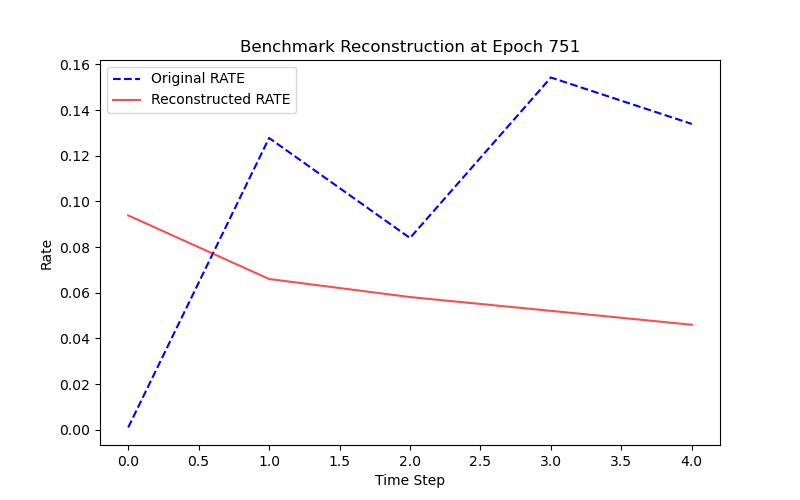 Benchmark Reconstruction at Epoch 751
Original RATE
Reconstructed RATE
0.16
0.14
0.12
0.10
0.08
0.06
0.04
0.02
0.00
Rate
0.0 0.5 1.0 1.5 2.0 2.5 3.0 3.5 4.0
Time Step